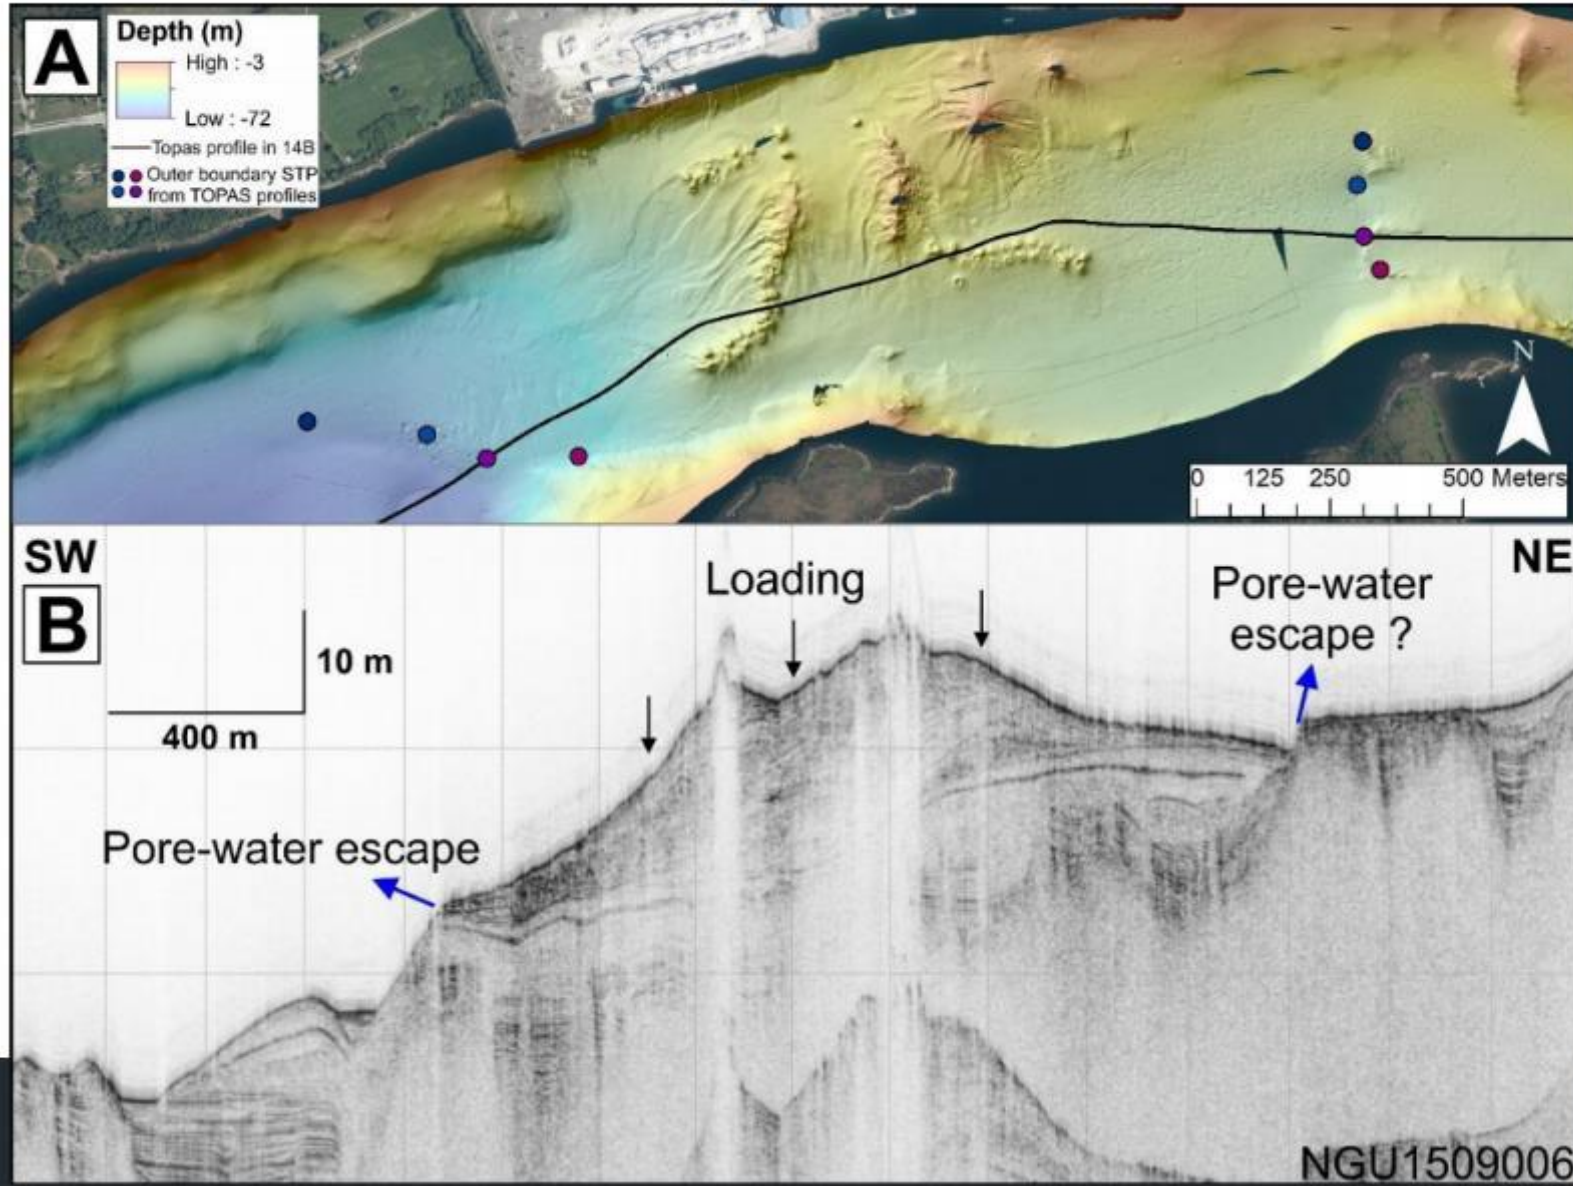 A
Depth (m)
High : -3
Low : -72
Topas profile in 14B
Outer boundary STP
from TOPAS profiles
N
0 125 250 500 Meters
SW
NE
B
10 m
400 m
Loading
Pore-water
escape ?
Pore-water escape
NGU1509006